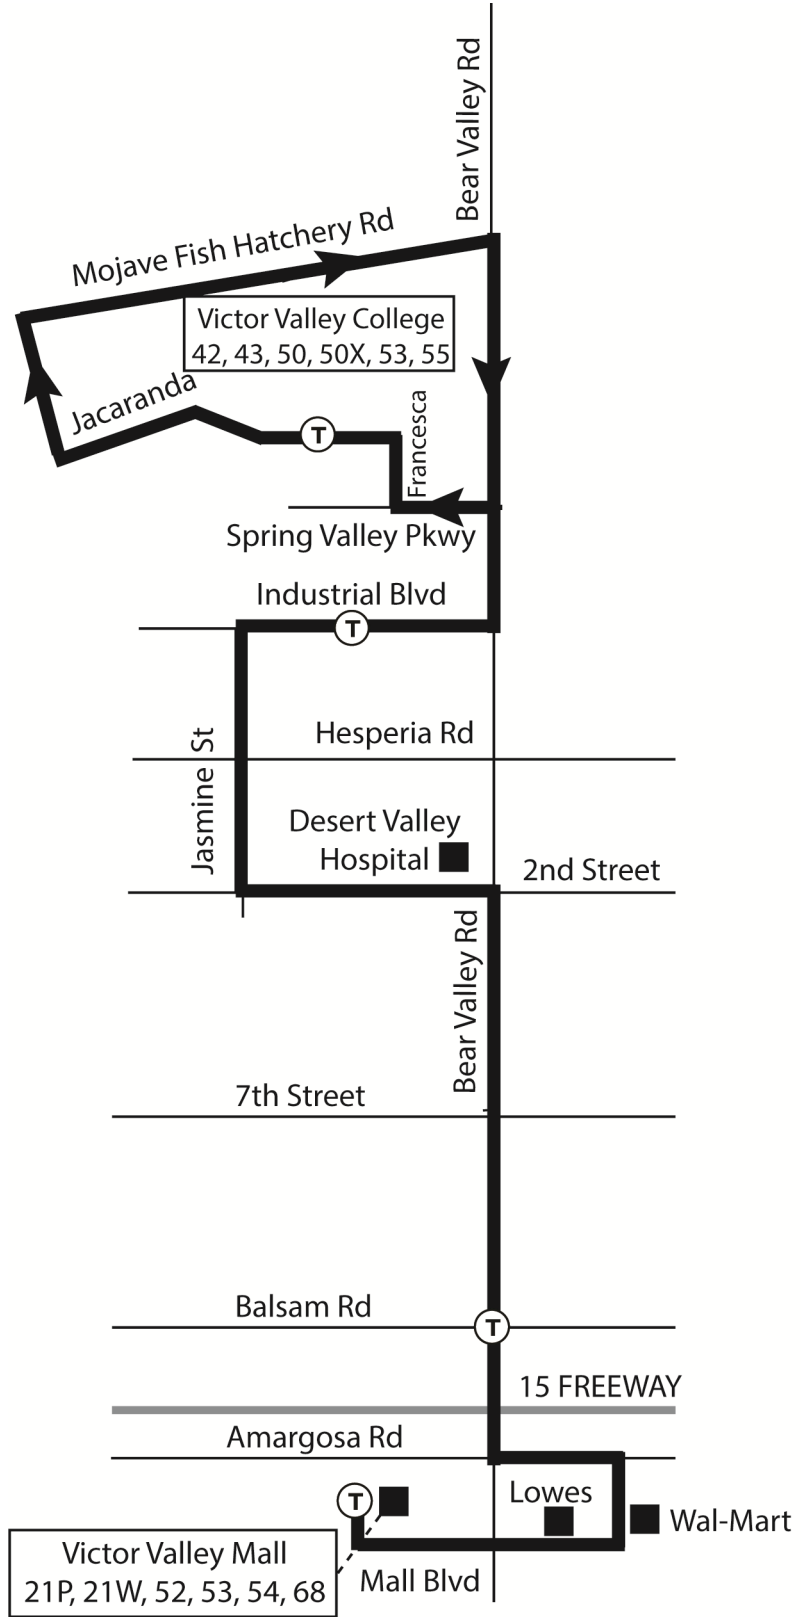 Bear Valley Rd
Mojave Fish Hatchery Rd
Victor Valley College
42, 43, 50, 50X, 53, 55
Jacaranda
Francesca
T
Spring Valley Pkwy
Industrial Blvd
T
Hesperia Rd
Jasmine St
Desert Valley
Hospital
2nd Street
Bear Valley Rd
7th Street
Balsam Rd
T
15 FREEWAY
Amargosa Rd
Lowes
T
Wal-Mart
Victor Valley Mall
21P, 21W, 52, 53, 54, 68
Mall Blvd